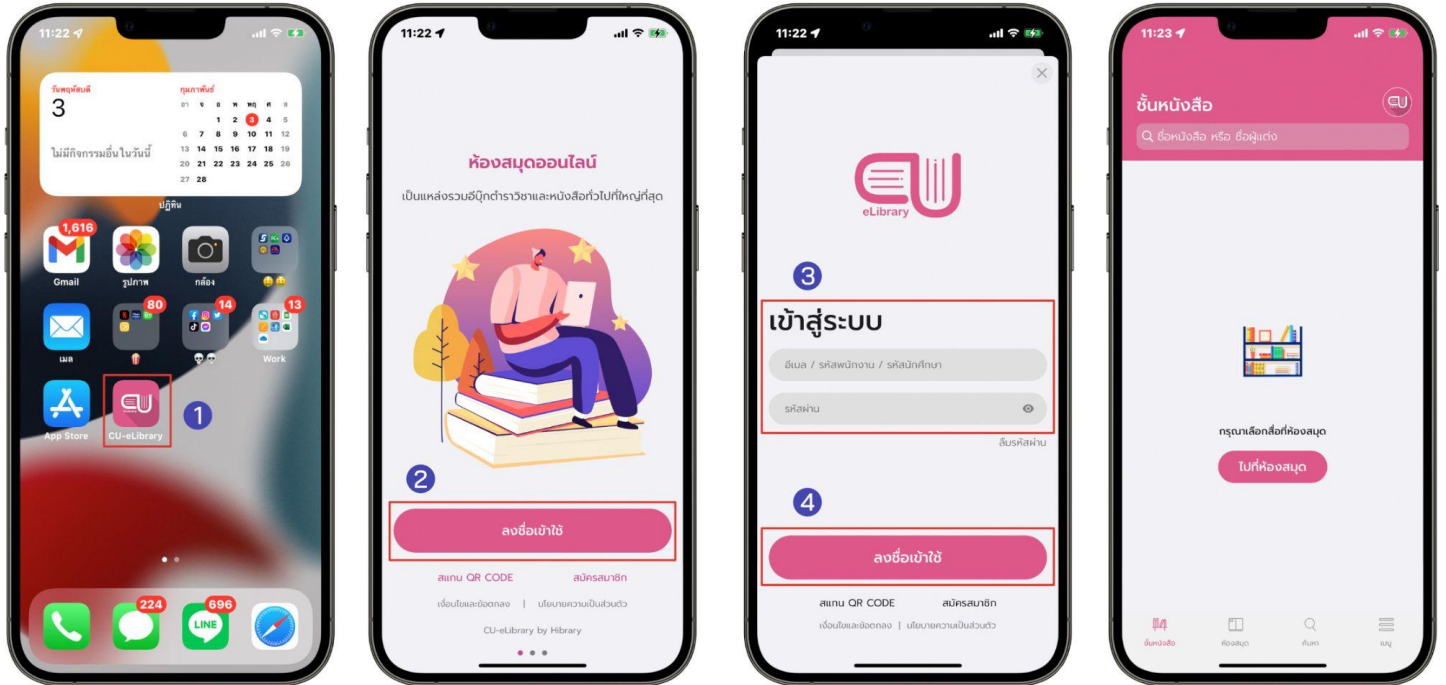 11:22
วันพฤหัสบดี
3
ไม่มีกิจกรรมอื่นในวันนี้
กุมภาพันธ์
อา จ อ พ พฤ ศ ส
1 2 3 4 5
6 7 8 9 10 11 12
13 14 15 16 17 18 19
20 21 22 23 24 25 26
27 28
ปฏิทิน
1,616
Gmail
รูปภาพ
กล้อง
80
14
13
เมล
Work
App Store
CU-eLibrary
1
224
696
LINE
11:22
ห้องสมุดออนไลน์
เป็นแหล่งรวมอีบุ๊กตำราวิชาและหนังสือทั่วไปที่ใหญ่ที่สุด
2
ลงชื่อเข้าใช้
สแกน QR CODE สมัครสมาชิก
เงื่อนไขและข้อตกลง | นโยบายความเป็นส่วนตัว
CU-eLibrary by Hibrary
11:22
CU
eLibrary
3
เข้าสู่ระบบ
อีเมล / รหัสพนักงาน / รหัสนักศึกษา
รหัสผ่าน
ลืมรหัสผ่าน
4
ลงชื่อเข้าใช้
สแกน QR CODE สมัครสมาชิก
เงื่อนไขและข้อตกลง | นโยบายความเป็นส่วนตัว
11:23
ชั้นหนังสือ
CU
ชื่อหนังสือ หรือ ชื่อผู้แต่ง
กรุณาเลือกสื่อที่ห้องสมุด
ไปที่ห้องสมุด
ชั้นหนังสือ ห้องสมุด ค้นหา เมนู